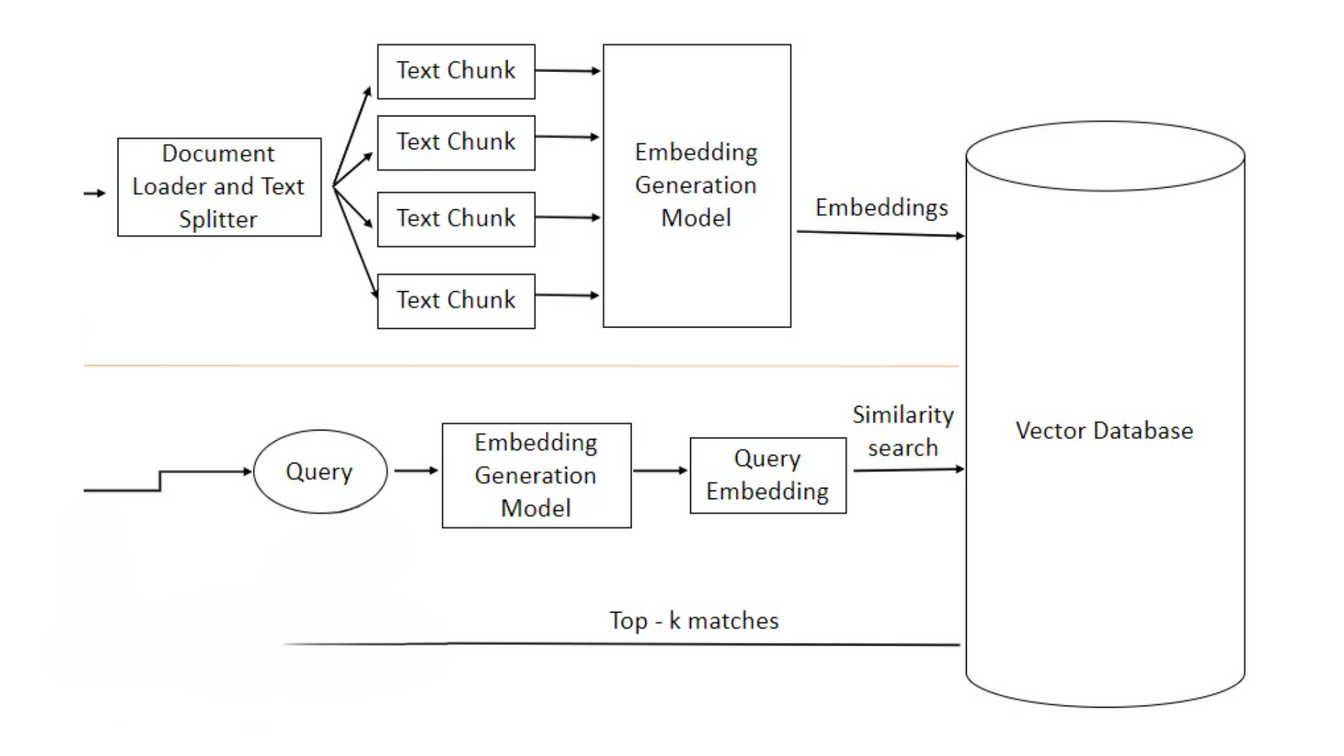 Text Chunk
Text Chunk
Text Chunk
Text Chunk
Document
Loader and Text
Splitter
Embedding
Generation
Model
Embeddings
Vector Database
Query
Embedding
Generation
Model
Query
Embedding
Similarity
search
Top - k matches